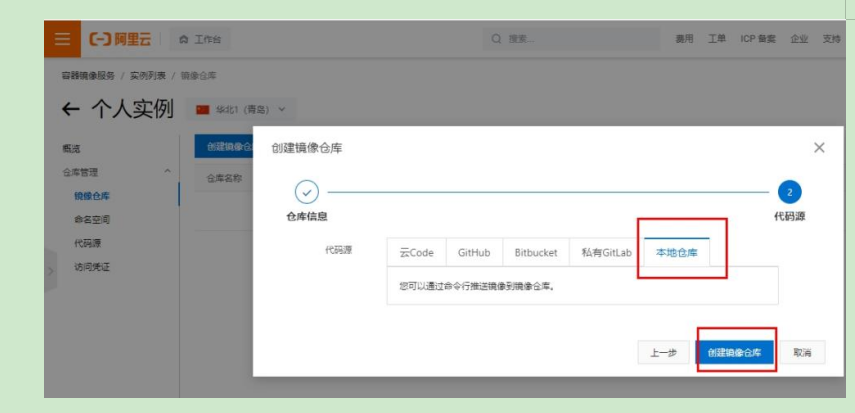 阿里云 工作台 搜索... 费用 工单 ICP 备案 企业 支持
容器镜像服务 / 实例列表 / 镜像仓库
← 个人实例 华北1（青岛）
概览
仓库管理
镜像仓库
命名空间
代码源
访问凭证
创建镜像仓
仓库名称
创建镜像仓库
2
仓库信息 代码源
代码源 云Code GitHub Bitbucket 私有GitLab 本地仓库
您可以通过命令行推送镜像到镜像仓库。
上一步 创建镜像仓库 取消